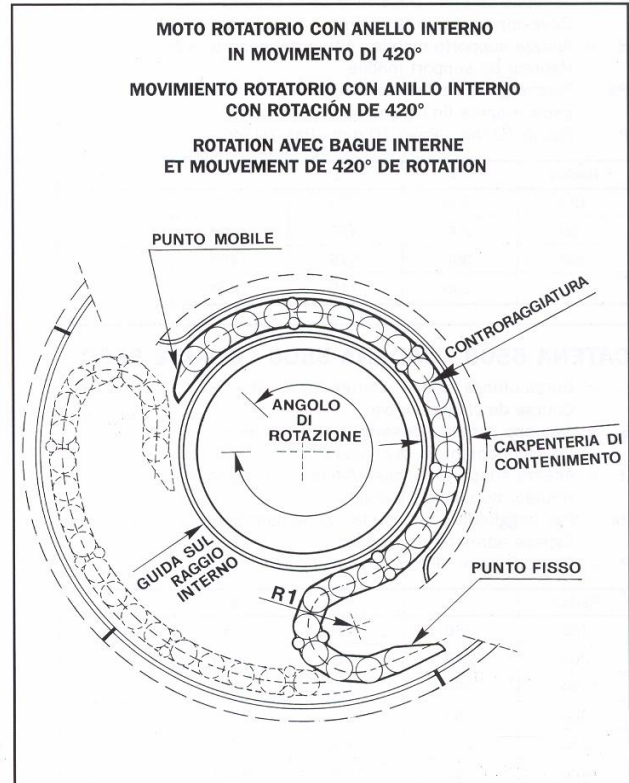 MOTO ROTATORIO CON ANELLO INTERNO
IN MOVIMENTO DI 420°
MOVIMIENTO ROTATORIO CON ANILLO INTERNO
CON ROTACIÓN DE 420°
ROTATION AVEC BAGUE INTERNE
ET MOUVEMENT DE 420° DE ROTATION
PUNTO MOBILE
CONTRORAGGIATURA
ANGOLO
DI
ROTAZIONE
CARPENTERIA DI
CONTENIMENTO
GUIDA SUL
RAGGIO
INTERNO
R1
PUNTO FISSO